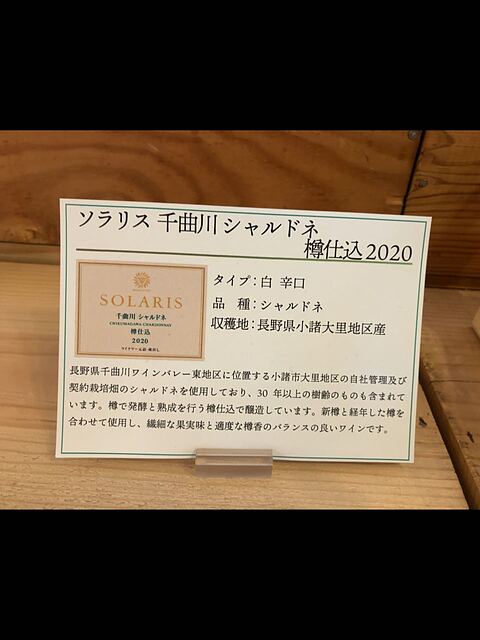 ソラリス 千曲川 シャルドネ
樽仕込 2020
SOLARIS
千曲川 シャルドネ
CHIKUMAGAWA CHARDONNAY
樽仕込
2020
タイプ：白 辛口
品 種：シャルドネ
収穫地：長野県小諸大里地区産
長野県千曲川ワインバレー東地区に位置する小諸市大里地区の自社管理及び
契約栽培畑のシャルドネを使用しており、30 年以上の樹齢のものも含まれて
います。樽で発酵と熟成を行う樽仕込で醸造しています。新樽と経年した樽を
合わせて使用し、繊細な果実味と適度な樽香のバランスの良いワインです。